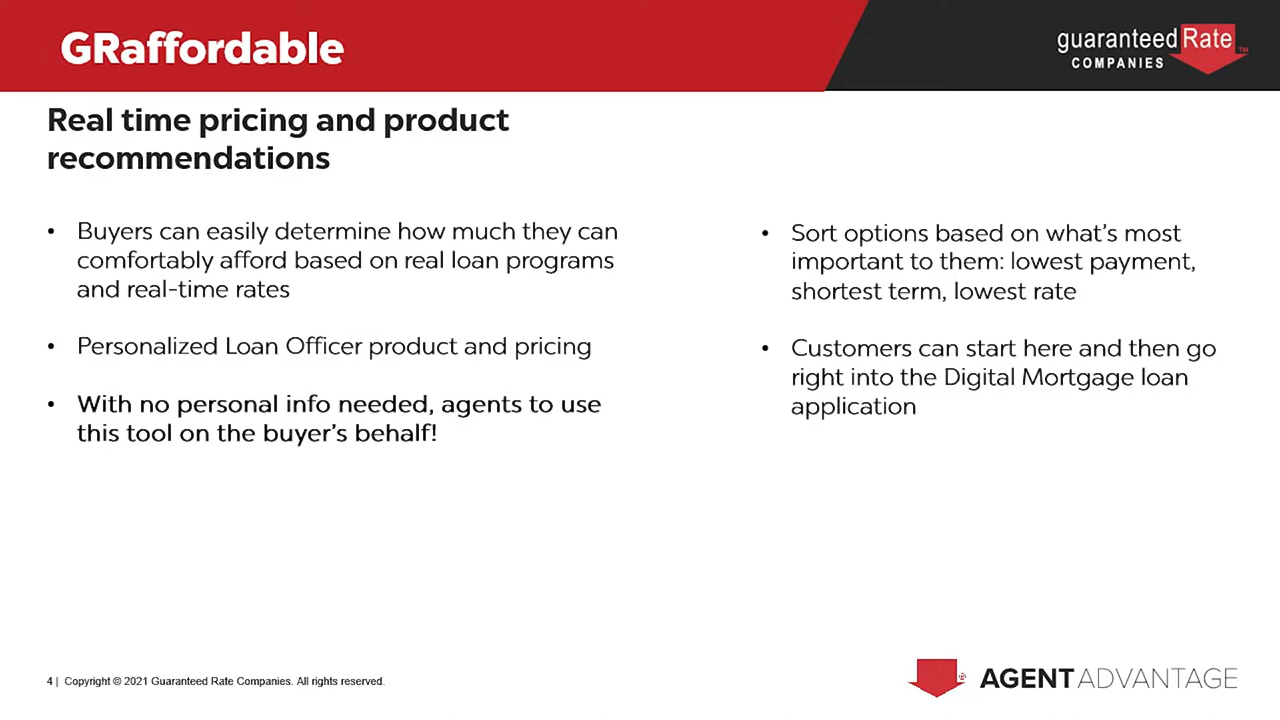 GRaffordable
guaranteed Rate™
COMPANIES
Real time pricing and product
recommendations
• Buyers can easily determine how much they can
comfortably afford based on real loan programs
and real-time rates
• Personalized Loan Officer product and pricing
• With no personal info needed, agents to use
this tool on the buyer’s behalf!
• Sort options based on what’s most
important to them: lowest payment,
shortest term, lowest rate
• Customers can start here and then go
right into the Digital Mortgage loan
application
4 | Copyright © 2021 Guaranteed Rate Companies. All rights reserved.
® AGENT ADVANTAGE